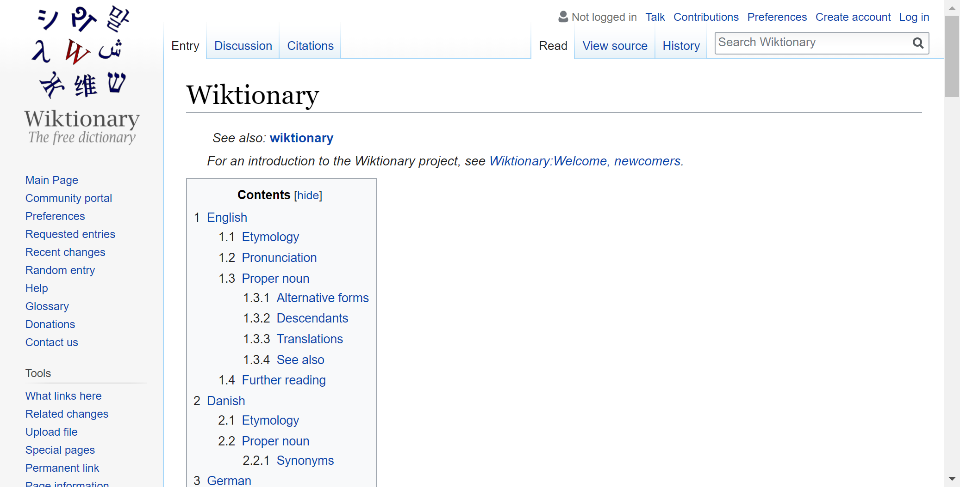 Not logged in Talk Contributions Preferences Create account Log in
Entry Discussion Citations Read View source History Search Wiktionary
Wiktionary
The free dictionary
Main Page
Community portal
Preferences
Requested entries
Recent changes
Random entry
Help
Glossary
Donations
Contact us
Tools
What links here
Related changes
Upload file
Special pages
Permanent link
Page information
Wiktionary
See also: wiktionary
For an introduction to the Wiktionary project, see Wiktionary:Welcome, newcomers.
Contents [hide]
1 English
1.1 Etymology
1.2 Pronunciation
1.3 Proper noun
1.3.1 Alternative forms
1.3.2 Descendants
1.3.3 Translations
1.3.4 See also
1.4 Further reading
2 Danish
2.1 Etymology
2.2 Proper noun
2.2.1 Synonyms
3 German